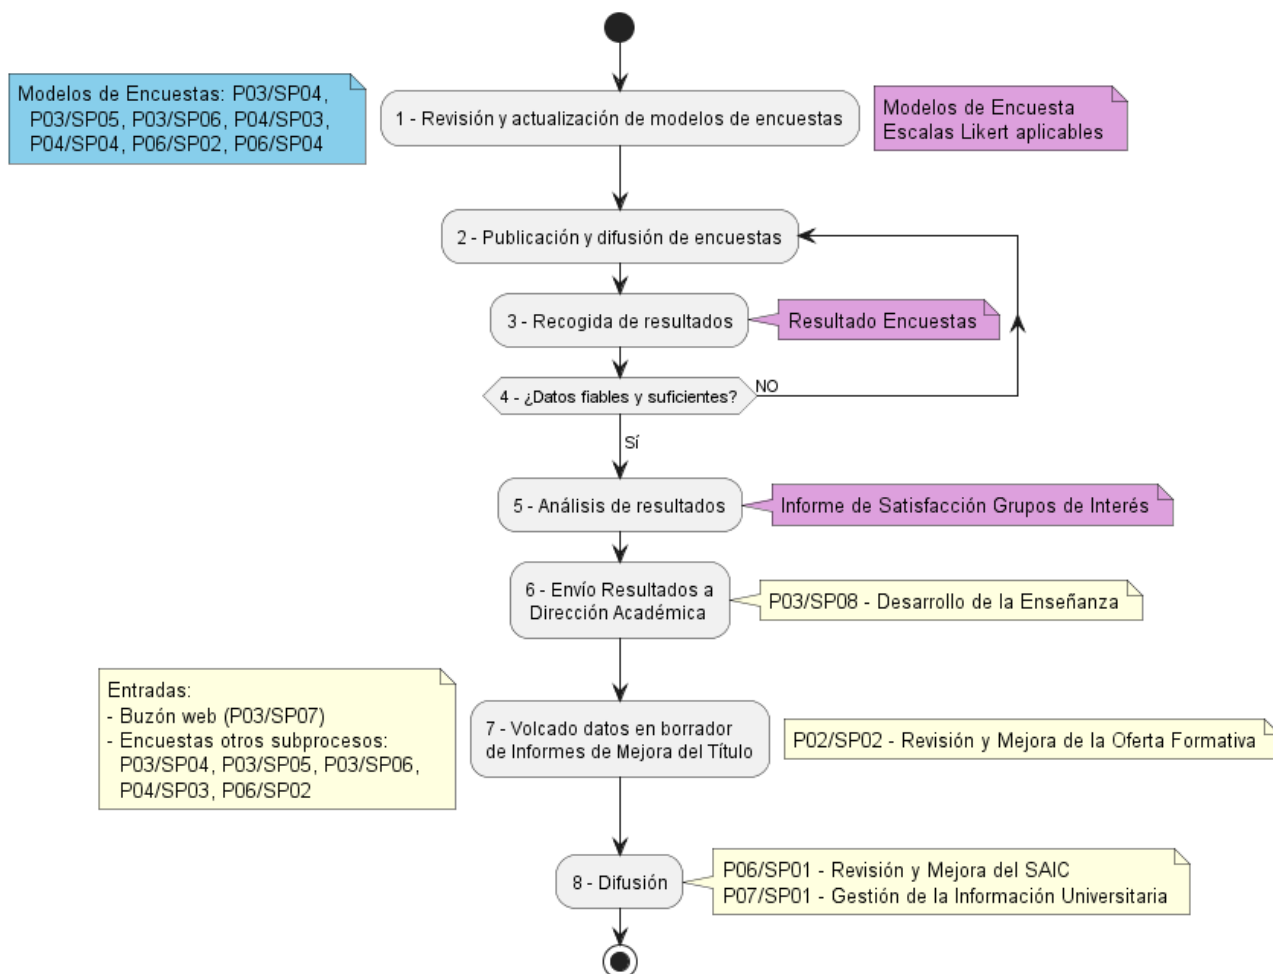 Modelos de Encuestas: P03/SP04,
P03/SP05, P03/SP06, P04/SP03,
P04/SP04, P06/SP02, P06/SP04
1 - Revisión y actualización de modelos de encuestas
Modelos de Encuesta
Escalas Likert aplicables
2 - Publicación y difusión de encuestas
3 - Recogida de resultados
Resultado Encuestas
4 - ¿Datos fiables y suficientes?
NO
Sí
5 - Análisis de resultados
Informe de Satisfacción Grupos de Interés
6 - Envío Resultados a
Dirección Académica
P03/SP08 - Desarrollo de la Enseñanza
Entradas:
- Buzón web (P03/SP07)
- Encuestas otros subprocesos:
P03/SP04, P03/SP05, P03/SP06,
P04/SP03, P06/SP02
7 - Volcado datos en borrador
de Informes de Mejora del Título
P02/SP02 - Revisión y Mejora de la Oferta Formativa
8 - Difusión
P06/SP01 - Revisión y Mejora del SAIC
P07/SP01 - Gestión de la Información Universitaria